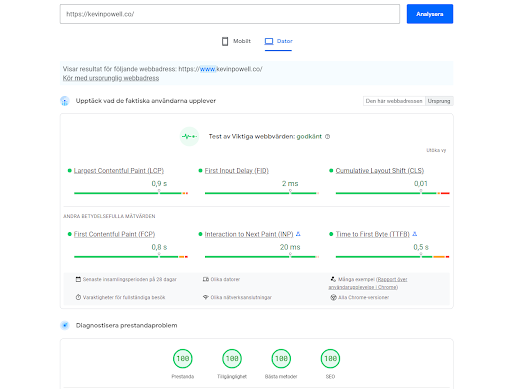 https://kevinpowell.co/
Analysera
Mobilt
Dator
Visar resultat för följande webbadress: https://www.kevinpowell.co/
Kör med ursprunglig webbadress
Upptäck vad de faktiska användarna upplever
Den här webbadressen
Ursprung
Test av Viktiga webbvärden: godkänt
Utöka vy
Largest Contentful Paint (LCP)
0,9 s
First Input Delay (FID)
2 ms
Cumulative Layout Shift (CLS)
0,01
ANDRA BETYDELSEFULLA MÄTVÄRDEN
First Contentful Paint (FCP)
0,8 s
Interaction to Next Paint (INP)
20 ms
Time to First Byte (TTFB)
0,5 s
Senaste insamlingsperioden på 28 dagar
Olika datorer
Många exempel (Rapport över
användarupplevelse i Chrome)
Varaktigheten för fullständiga besök
Olika nätverksanslutningar
Alla Chrome-versioner
Diagnostisera prestandaproblem
100
100
100
100
Prestanda
Tillgänglighet
Bästa metoder
SEO